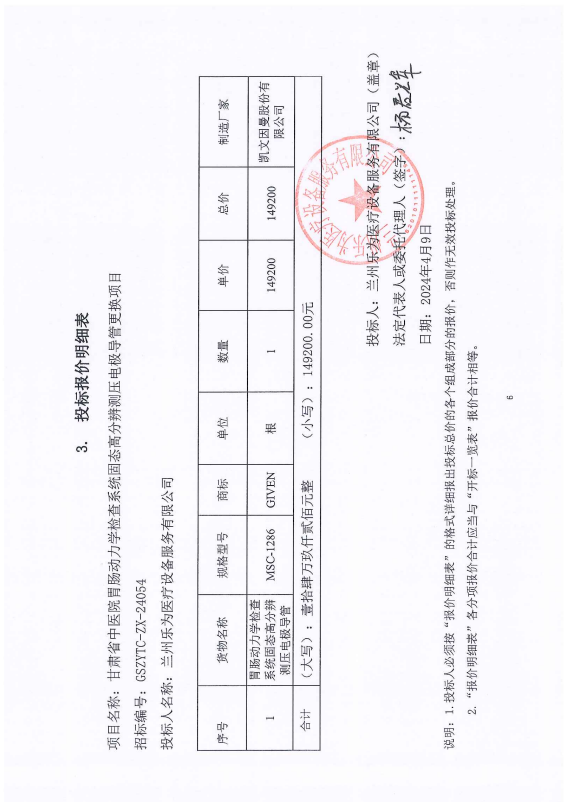 3. 投标报价明细表
项目名称：甘肃省中医院胃肠动力学检查系统固态高分辨测压电极导管更换项目
招标编号：GSZYTC-ZX-24054
投标人名称：兰州乐为医疗设备服务有限公司
序号 货物名称 规格型号 商标 单位 数量 单价 总价 制造厂家
1 胃肠动力学检查系统固态高分辨测压电极导管 MSC-1286 GIVEN 根 1 149200 149200 凯文因曼股份有限公司
合计 （大写）：壹拾肆万玖仟贰佰元整 （小写）：149200.00元
投标人：兰州乐为医疗设备服务有限公司（盖章）
法定代表人或委托代理人（签字）：
日期：2024年4月9日
说明：1.投标人必须按“报价明细表”的格式详细报出投标总价的各个组成部分的报价，否则作无效投标处理。
2.“报价明细表”各分项报价合计应当与“开标一览表”报价合计相等。
6